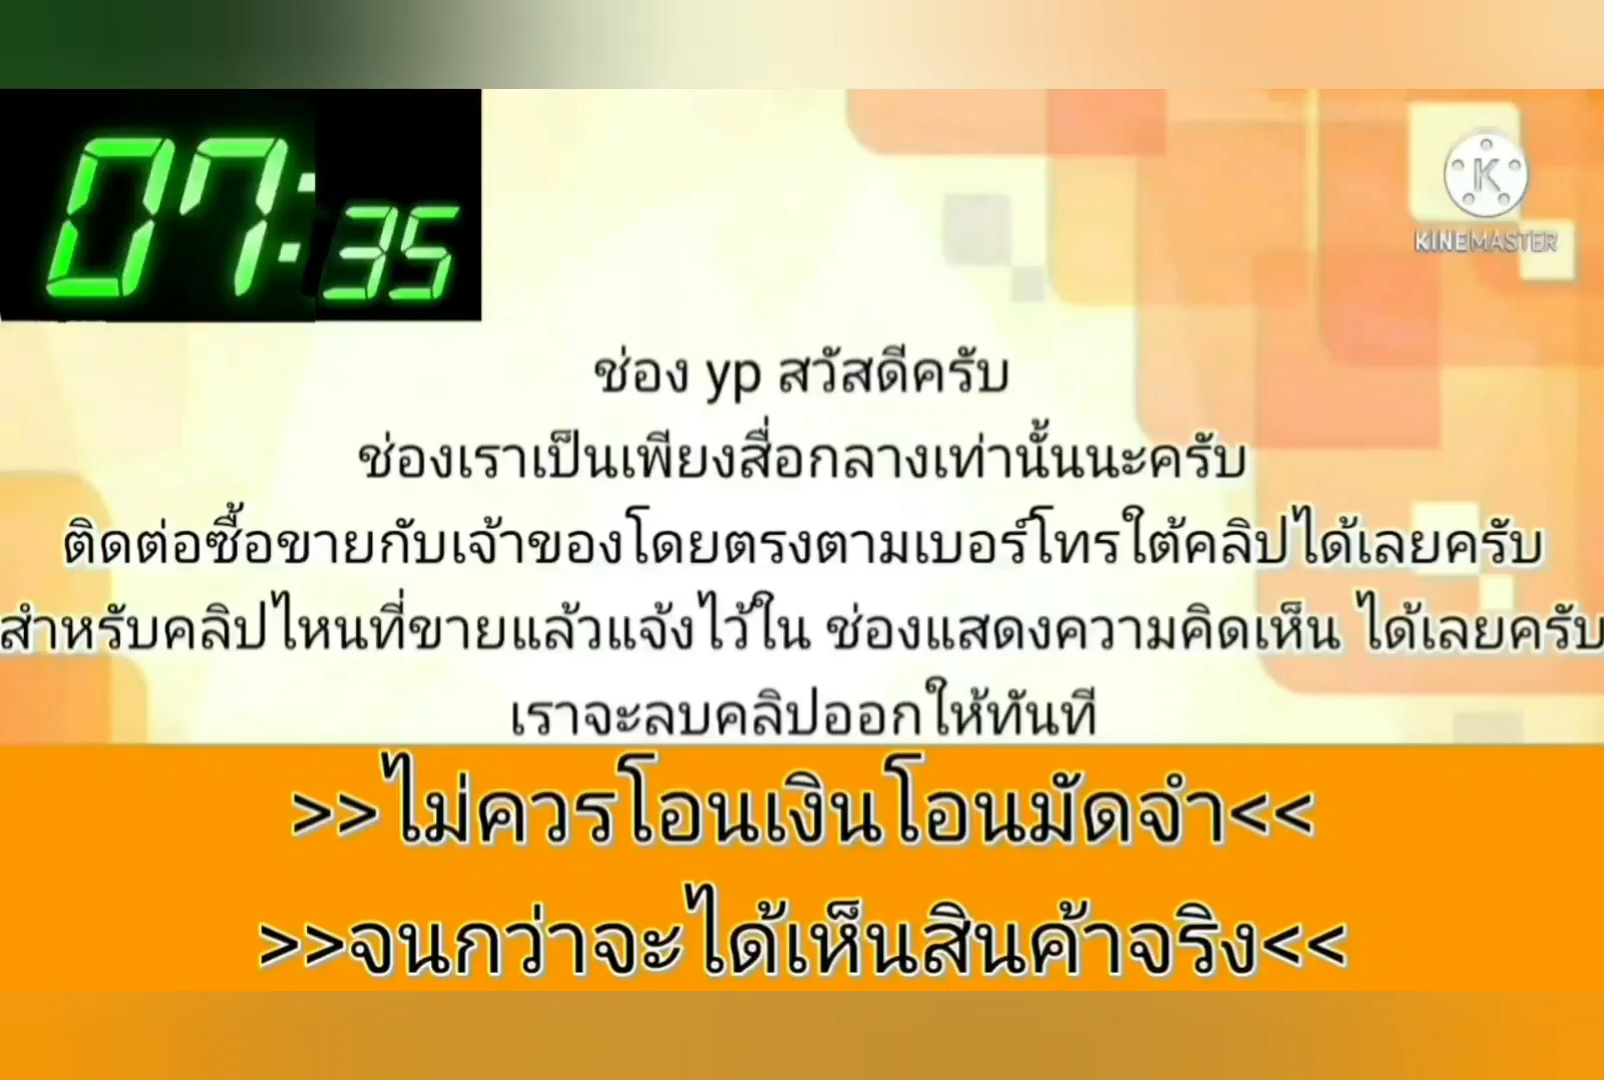 07:35
KINEMASTER
ช่อง yp สวัสดีครับ
ช่องเราเป็นเพียงสื่อกลางเท่านั้นนะครับ
ติดต่อซื้อขายกับเจ้าของโดยตรงตามเบอร์โทรใต้คลิปได้เลยครับ
สำหรับคลิปไหนที่ขายแล้วแจ้งไว้ใน ช่องแสดงความคิดเห็น ได้เลยครับ
เราจะลบคลิปออกให้ทันที
>>ไม่ควรโอนเงินโอนมัดจำ<<
>>จนกว่าจะได้เห็นสินค้าจริง<<